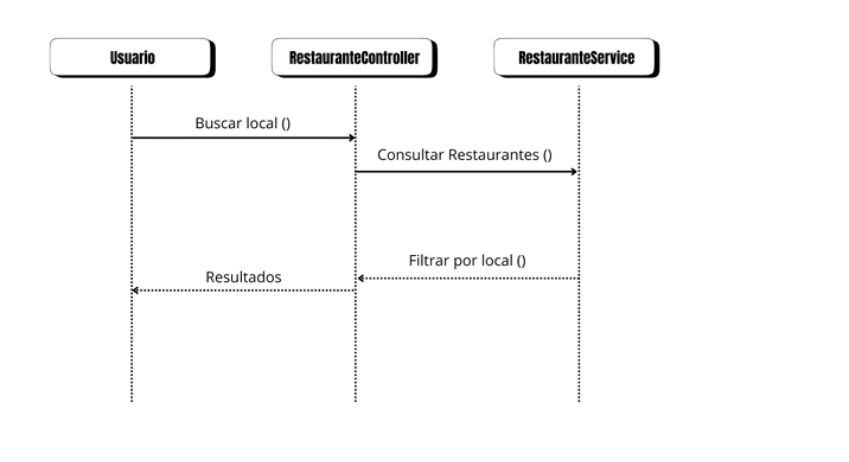 Usuario
RestauranteController
RestauranteService
Buscar local ()
Consultar Restaurantes ()
Filtrar por local ()
Resultados